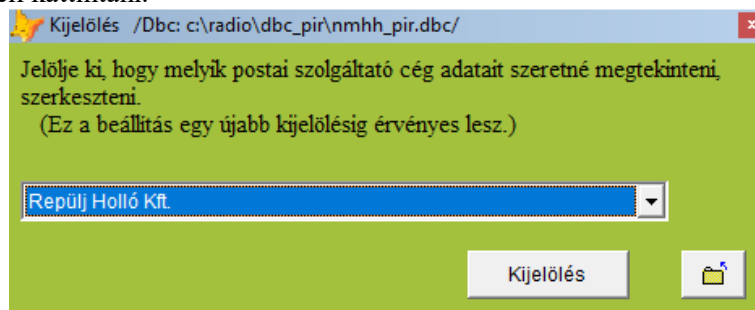 Kijelölés /Dbc: c:\radio\dbc_pir\nmhh_pir.dbc/
Jelölje ki, hogy melyik postai szolgáltató cég adatait szeretné megtekinteni,
szerkeszteni.
(Ez a beállítás egy újabb kijelölésig érvényes lesz.)
Repülj Holló Kft.
Kijelölés